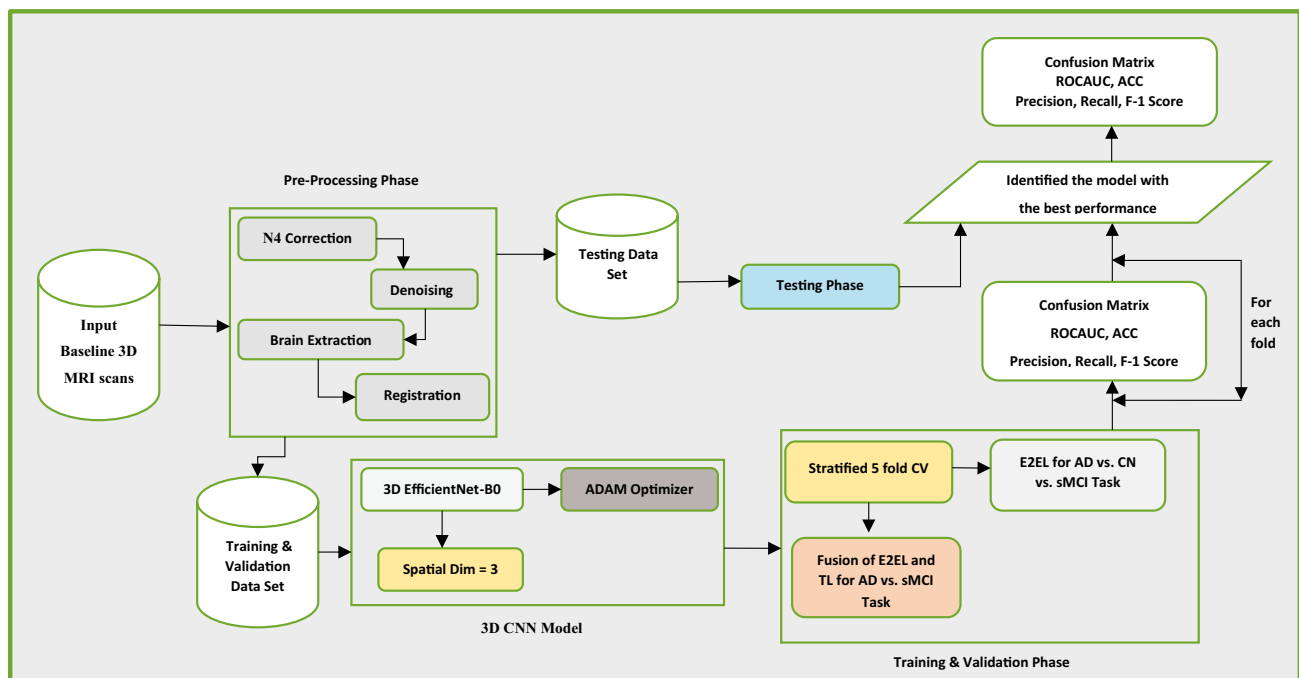 Pre-Processing Phase
N4 Correction
Denoising
Brain Extraction
Registration
Input
Baseline 3D
MRI scans
Testing Data
Set
Testing Phase
Identified the model with
the best performance
Confusion Matrix
ROCAUC, ACC
Precision, Recall, F-1 Score
Confusion Matrix
ROCAUC, ACC
Precision, Recall, F-1 Score
For
each
fold
Training &
Validation
Data Set
3D EfficientNet-B0
ADAM Optimizer
Spatial Dim = 3
3D CNN Model
Stratified 5 fold CV
E2EL for AD vs. CN
vs. sMCI Task
Fusion of E2EL and
TL for AD vs. sMCI
Task
Training & Validation Phase